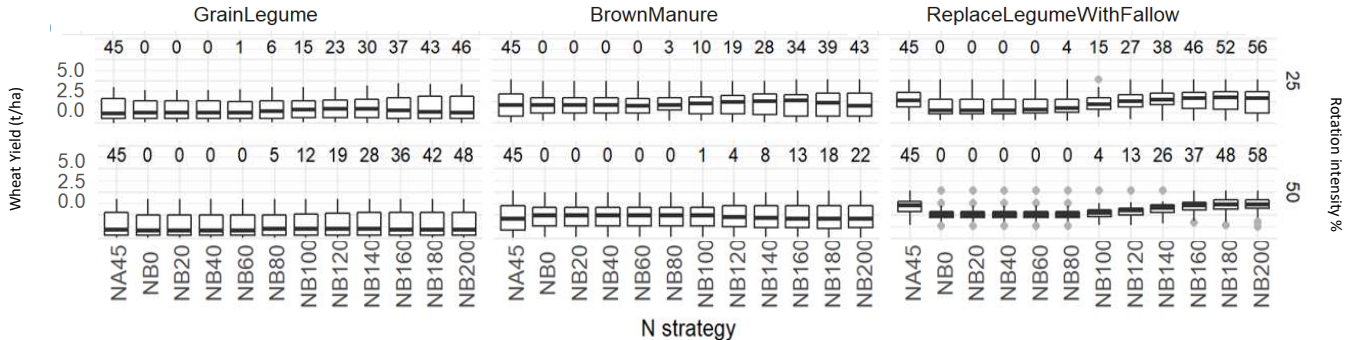 GrainLegume BrownManure ReplaceLegumeWithFallow
45 0 0 0 1 6 15 23 30 37 43 46 45 0 0 0 0 3 10 19 28 34 39 43 45 0 0 0 0 4 15 27 38 46 52 56
5.0
2.5
0.0
25
45 0 0 0 0 5 12 19 28 36 42 48 45 0 0 0 0 0 1 4 8 13 18 22 45 0 0 0 0 0 4 13 26 37 48 58
5.0
2.5
0.0
50
Wheat Yield (t/ha)
Rotation intensity %
NA45 NB0 NB20 NB40 NB60 NB80 NB100 NB120 NB140 NB160 NB180 NB200 NA45 NB0 NB20 NB40 NB60 NB80 NB100 NB120 NB140 NB160 NB180 NB200 NA45 NB0 NB20 NB40 NB60 NB80 NB100 NB120 NB140 NB160 NB180 NB200
N strategy